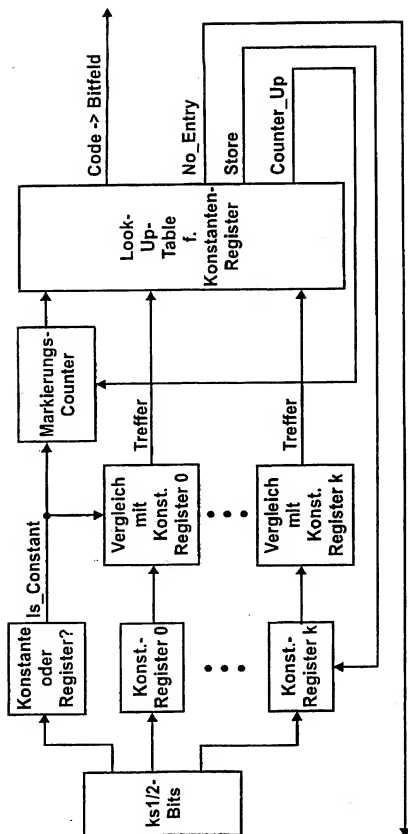 ks1/2-
Bits
Konstante
oder
Register?
Is_Constant
Konst.-
Register 0
Konst.-
Register k
Markierungs-
Counter
Vergleich
mit
Konst.
Register 0
Vergleich
mit
Konst.
Register k
Treffer
Treffer
Look-
Up-
Table
f.
Konstanten-
Register
Code -> Bitfeld
No_Entry
Store
Counter_Up